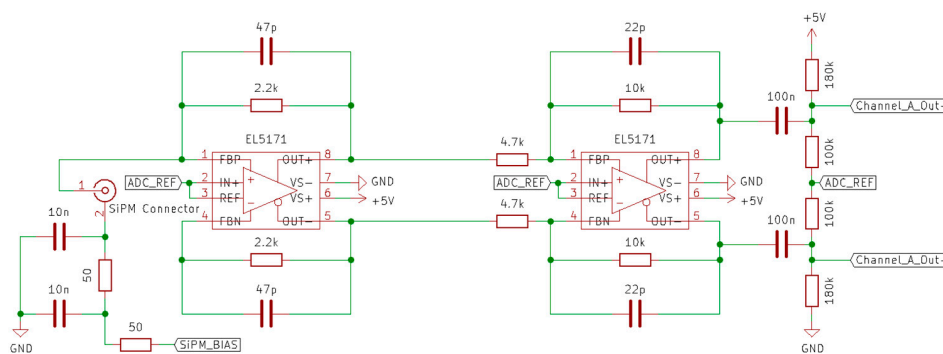 47p
2.2k
EL5171
1 FBP OUT+ 8
ADC_REF 2 IN+ VS- 7 GND
3 REF VS+ 6 +5V
4 FBN OUT- 5
2.2k
47p
1
SiPM Connector
2
10n
50
10n
50
SiPM_BIAS
GND
4.7k
4.7k
22p
10k
EL5171
1 FBP OUT+ 8
ADC_REF 2 IN+ VS- 7 GND
3 REF VS+ 6 +5V
4 FBN OUT- 5
10k
22p
100n
100n
+5V
180k
Channel_A_Out-
100k
ADC_REF
100k
180k
GND